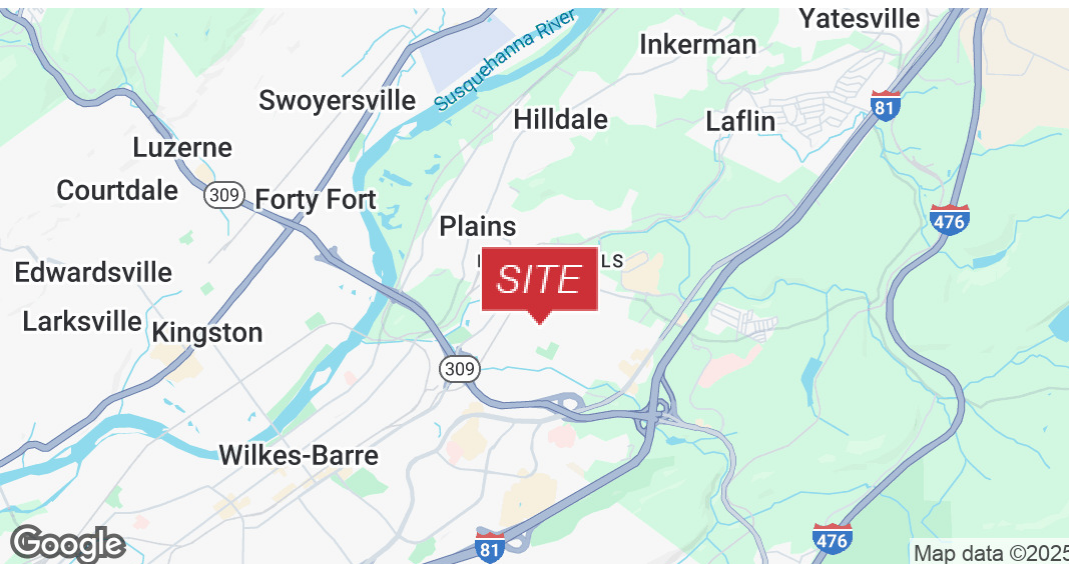 Yatesville
Inkerman
Susquehanna River
Swoyersville
81
Hilldale
Laflin
Luzerne
Courtdale
309
Forty Fort
476
Plains
LS
SITE
Edwardsville
Larksville
Kingston
309
Wilkes-Barre
Google
81
476
Map data ©2025